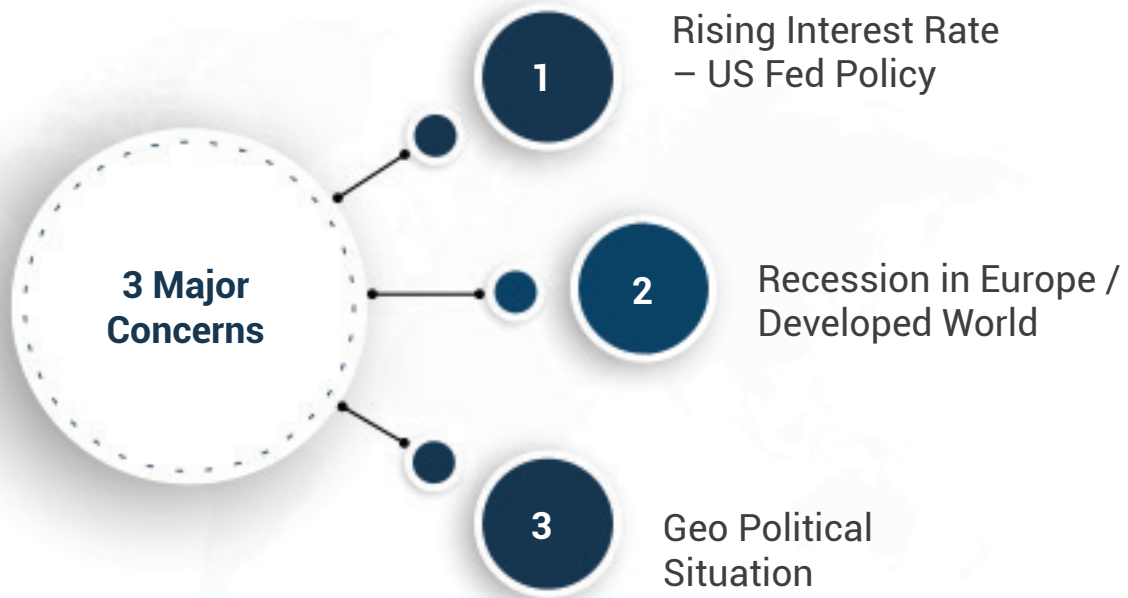 3 Major
Concerns
1
Rising Interest Rate
– US Fed Policy
2
Recession in Europe /
Developed World
3
Geo Political
Situation